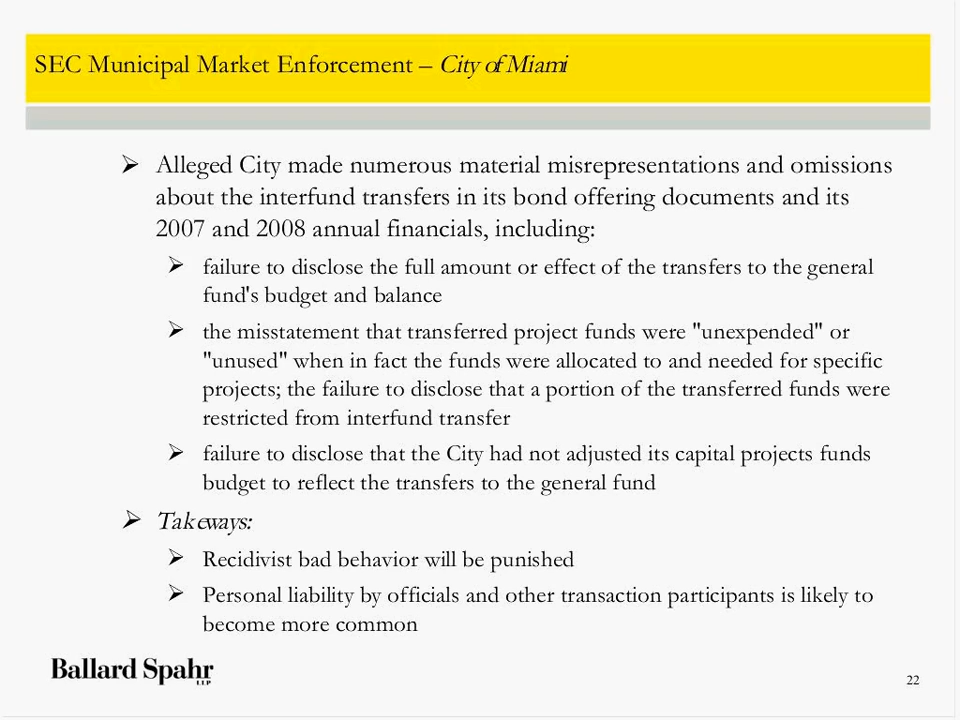 SEC Municipal Market Enforcement – City of Miami
➢ Alleged City made numerous material misrepresentations and omissions
about the interfund transfers in its bond offering documents and its
2007 and 2008 annual financials, including:
➢ failure to disclose the full amount or effect of the transfers to the general
fund's budget and balance
➢ the misstatement that transferred project funds were "unexpended" or
"unused" when in fact the funds were allocated to and needed for specific
projects; the failure to disclose that a portion of the transferred funds were
restricted from interfund transfer
➢ failure to disclose that the City had not adjusted its capital projects funds
budget to reflect the transfers to the general fund
➢ Takeways:
➢ Recidivist bad behavior will be punished
➢ Personal liability by officials and other transaction participants is likely to
become more common
Ballard Spahr
LLP
22